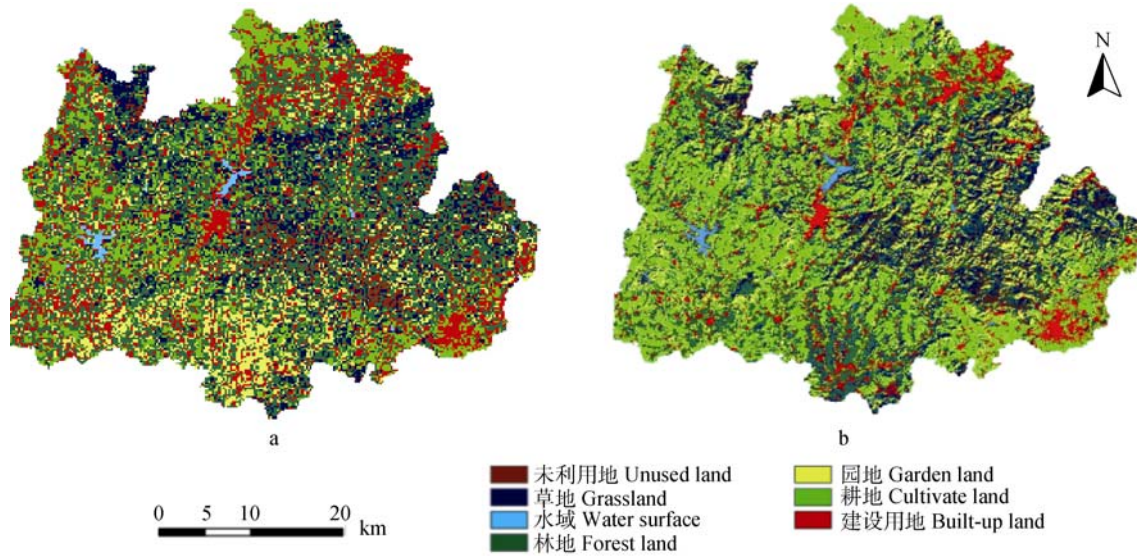 N
a
b
未利用地 Unused land
草地 Grassland
水域 Water surface
林地 Forest land
园地 Garden land
耕地 Cultivate land
建设用地 Built-up land
0 5 10 20 km